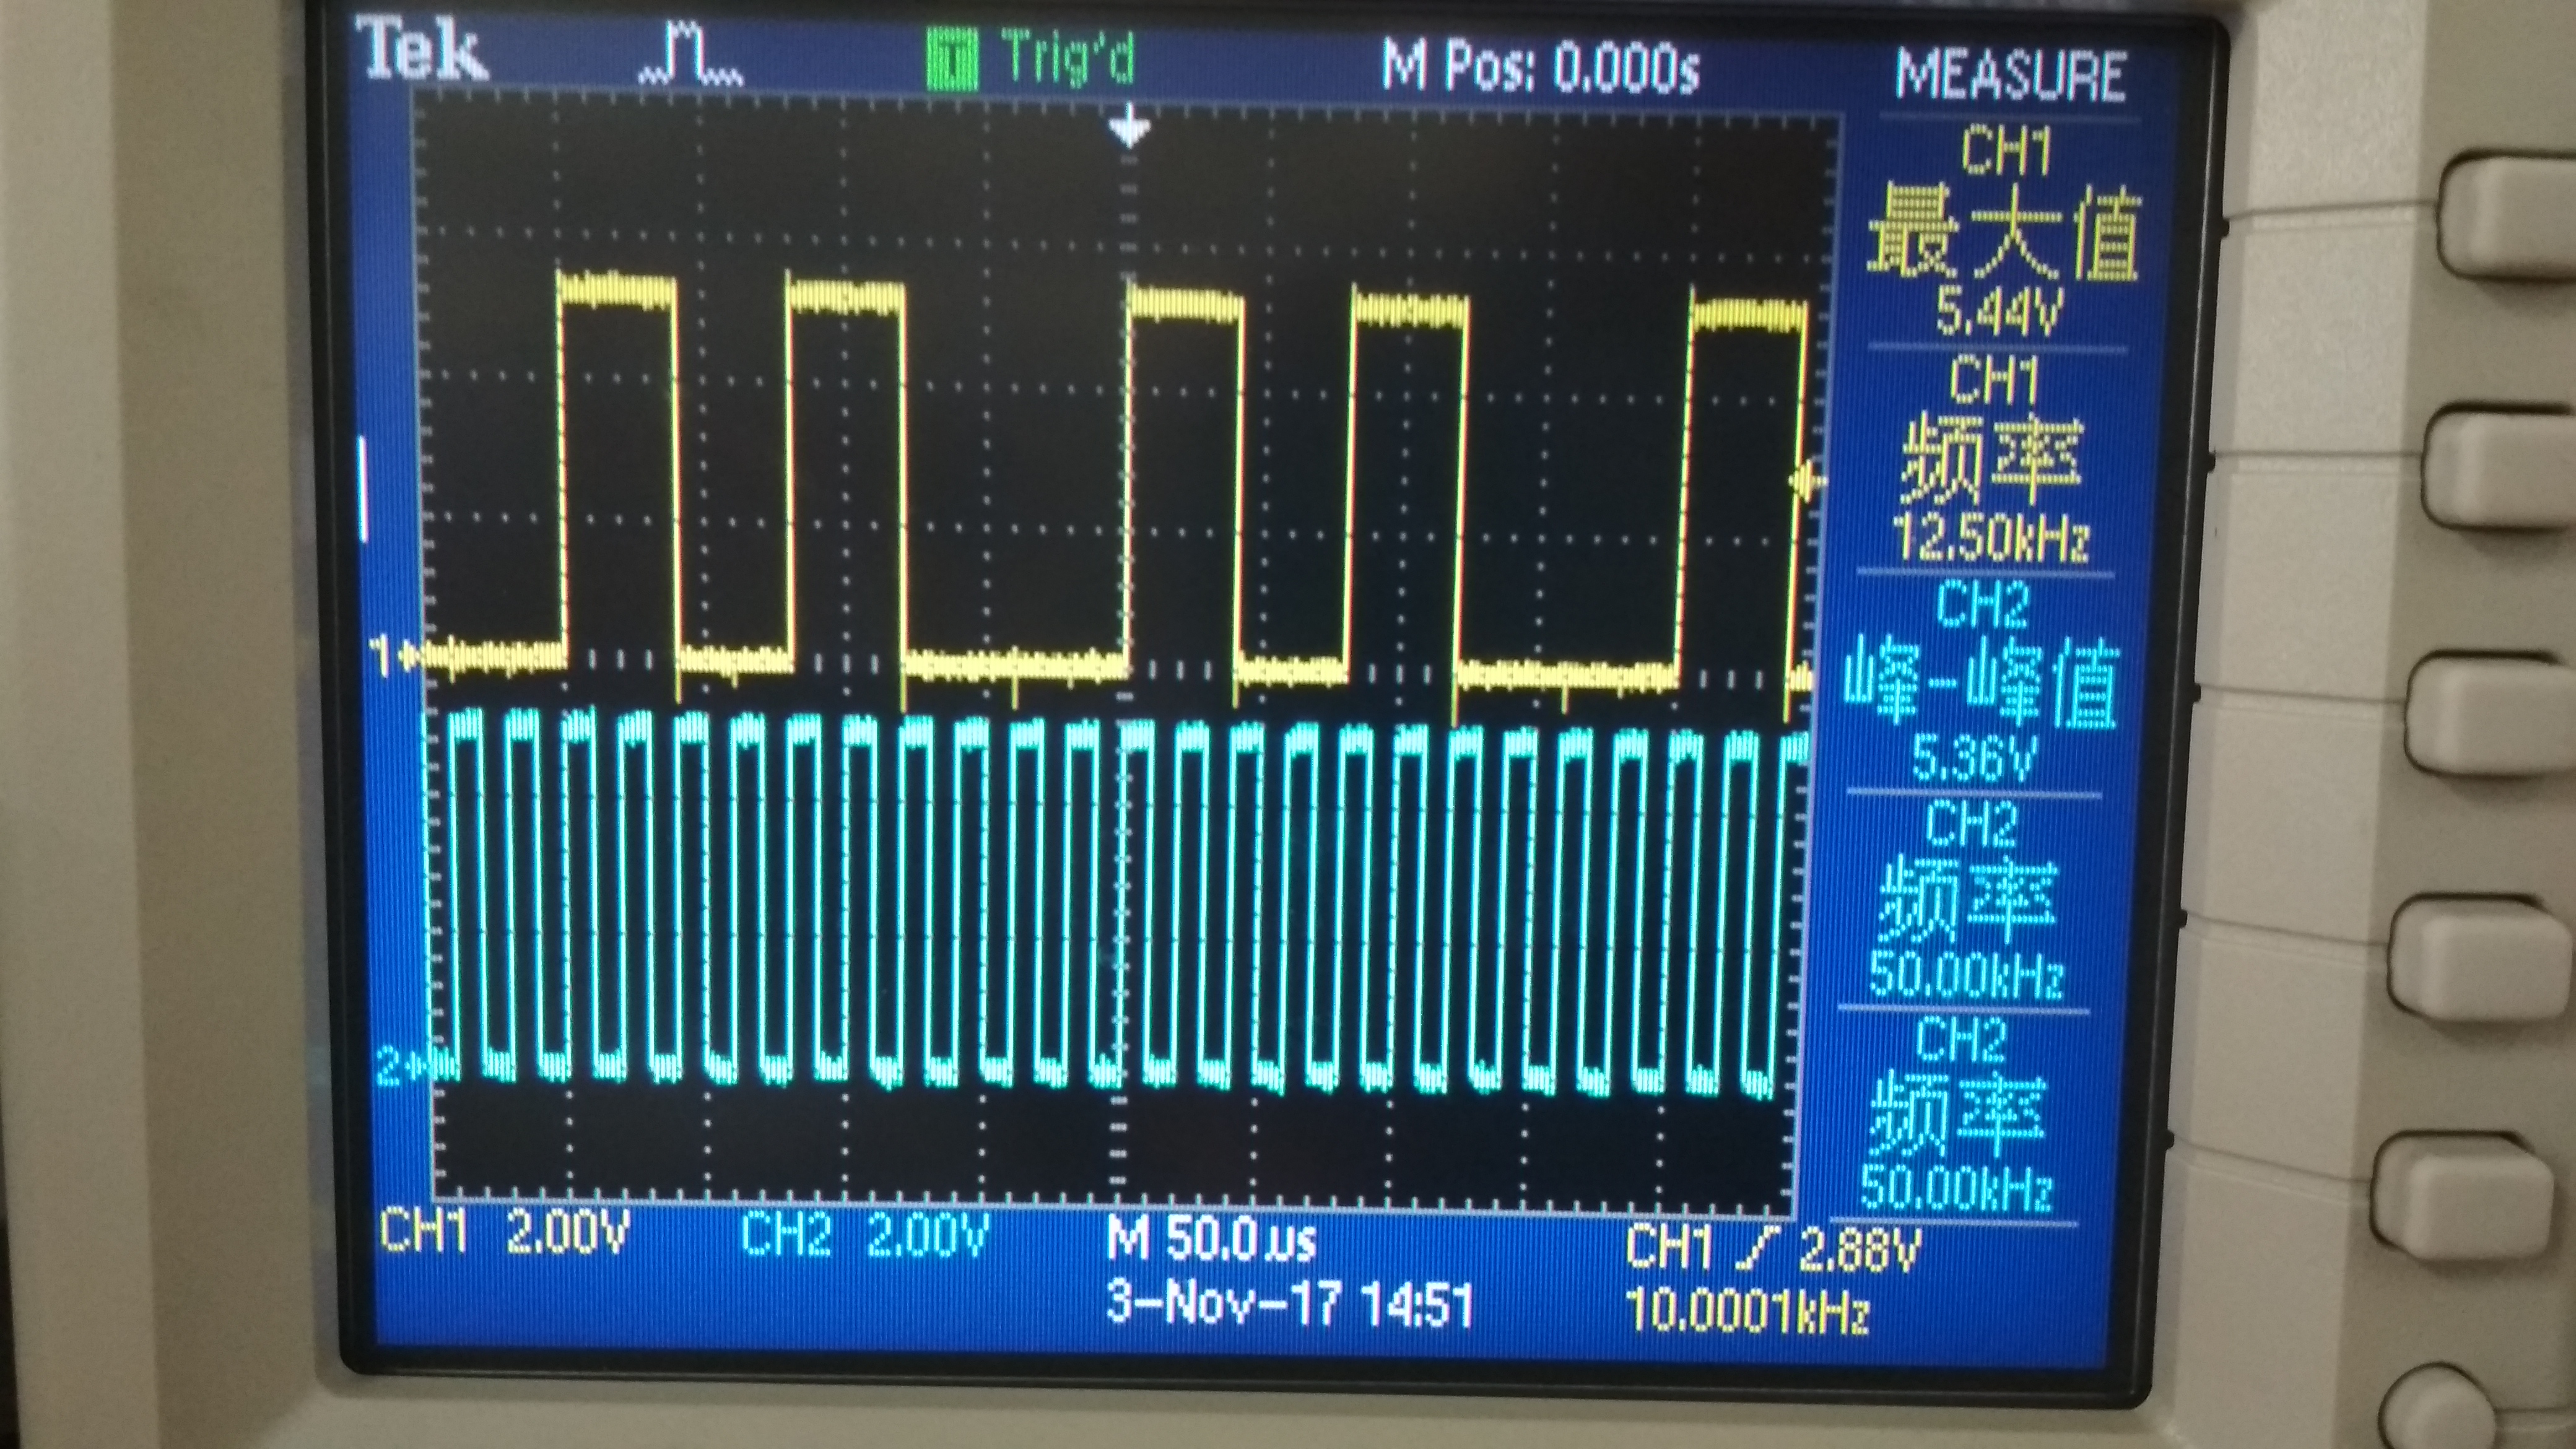 Tek T Trig'd M Pos: 0.000s MEASURE
CH1
最大值
5.44V
CH1
频率
12.50kHz
CH2
峰-峰值
5.36V
CH2
频率
50.00kHz
CH2
频率
50.00kHz
1
2
CH1 2.00V CH2 2.00V M 50.0µs CH1 2.88V
3-Nov-17 14:51 10.0001kHz